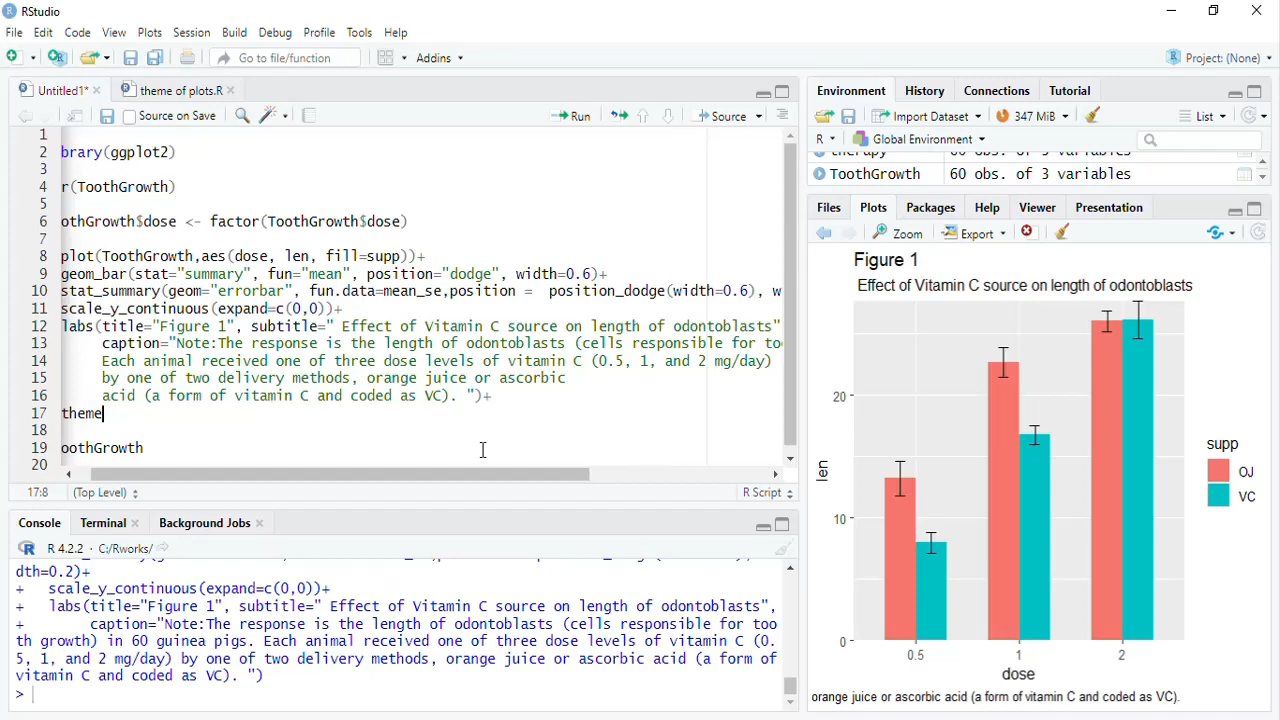 RStudio
File Edit Code View Plots Session Build Debug Profile Tools Help
Go to file/function Addins Project: (None)
Untitled1* theme of plots.R
Source on Save Run Source
1
2 brary(ggplot2)
3
4 r(ToothGrowth)
5
6 othGrowth$dose <- factor(ToothGrowth$dose)
7
8 plot(ToothGrowth,aes(dose, len, fill=supp))+
9 geom_bar(stat="summary", fun="mean", position="dodge", width=0.6)+
10 stat_summary(geom="errorbar", fun.data=mean_se,position = position_dodge(width=0.6), w
11 scale_y_continuous(expand=c(0,0))+
12 labs(title="Figure 1", subtitle=" Effect of Vitamin C source on length of odontoblasts"
13 caption="Note:The response is the length of odontoblasts (cells responsible for too
14 Each animal received one of three dose levels of vitamin C (0.5, 1, and 2 mg/day)
15 by one of two delivery methods, orange juice or ascorbic
16 acid (a form of vitamin C and coded as VC). ")+
17 theme
18
19 oothGrowth
20
17:8 (Top Level) R Script
Console Terminal Background Jobs
R 4.2.2 · C:/Rworks/
dth=0.2)+
+ scale_y_continuous(expand=c(0,0))+
+ labs(title="Figure 1", subtitle=" Effect of Vitamin C source on length of odontoblasts",
+ caption="Note:The response is the length of odontoblasts (cells responsible for too
th growth) in 60 guinea pigs. Each animal received one of three dose levels of vitamin C (0.
5, 1, and 2 mg/day) by one of two delivery methods, orange juice or ascorbic acid (a form of
vitamin C and coded as VC). ")
>
Environment History Connections Tutorial
Import Dataset 347 MiB List
R Global Environment
therapy 60 obs. of 3 variables
ToothGrowth 60 obs. of 3 variables
Files Plots Packages Help Viewer Presentation
Zoom Export
Figure 1
Effect of Vitamin C source on length of odontoblasts
20
10
0
len
0.5 1 2
dose
supp
OJ
VC
orange juice or ascorbic acid (a form of vitamin C and coded as VC).